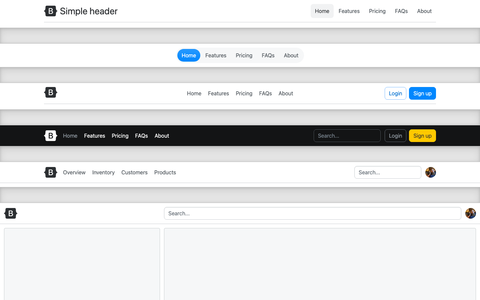 B Simple header Home Features Pricing FAQs About
Home Features Pricing FAQs About
B Home Features Pricing FAQs About Login Sign up
B Home Features Pricing FAQs About Search... Login Sign up
B Overview Inventory Customers Products Search...
B Search...